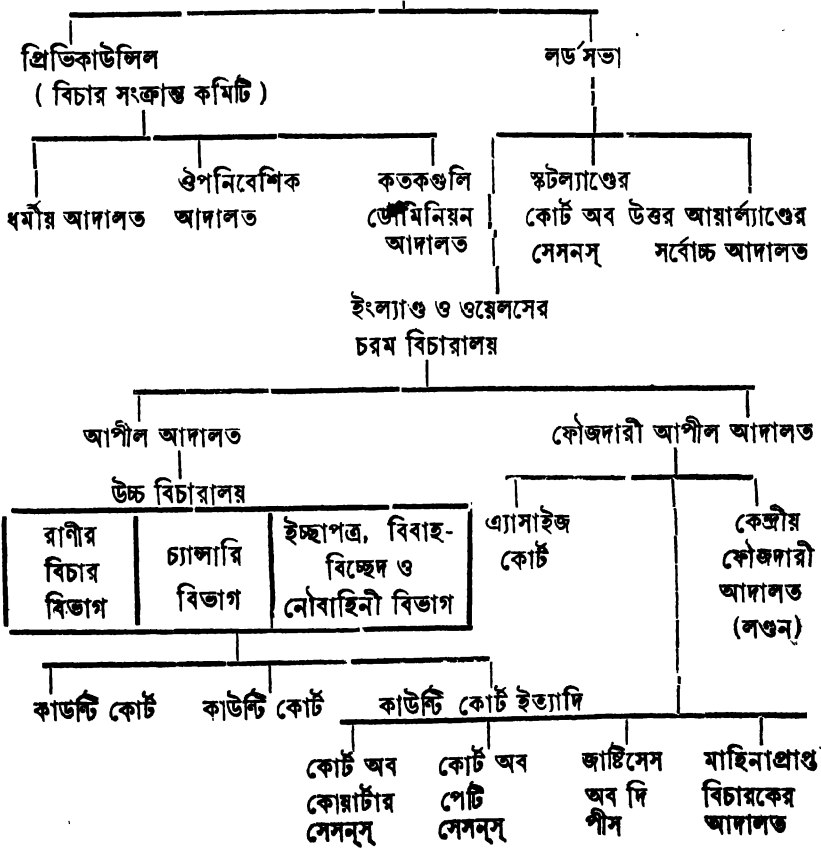 প্রিভিকাউন্সিল
( বিচার সংক্রান্ত কমিটি )
লর্ডসভা
ধর্মীয় আদালত
ঔপনিবেশিক
আদালত
কতকগুলি
ডোমিনিয়ন
আদালত
স্কটল্যাণ্ডের
কোর্ট অব
সেসনস্
উত্তর আয়ার্ল্যাণ্ডের
সর্বোচ্চ আদালত
ইংল্যাণ্ড ও ওয়েলসের
চরম বিচারালয়
আপীল আদালত
ফৌজদারী আপীল আদালত
উচ্চ বিচারালয়
রাণীর
বিচার
বিভাগ
চ্যান্সারি
বিভাগ
ইচ্ছাপত্র, বিবাহ-
বিচ্ছেদ ও
নৌবাহিনী বিভাগ
এ্যাসাইজ
কোর্ট
কেন্দ্রীয়
ফৌজদারী
আদালত
(লণ্ডন)
কাউন্টি কোর্ট
কাউন্টি কোর্ট
কাউন্টি কোর্ট ইত্যাদি
কোর্ট অব
কোয়ার্টার
সেসন্‌স্
কোর্ট অব
পেটি
সেসন্‌স্
জাষ্টিসেস
অব দি
পীস
মাহিনাপ্রাপ্ত
বিচারকের
আদালত